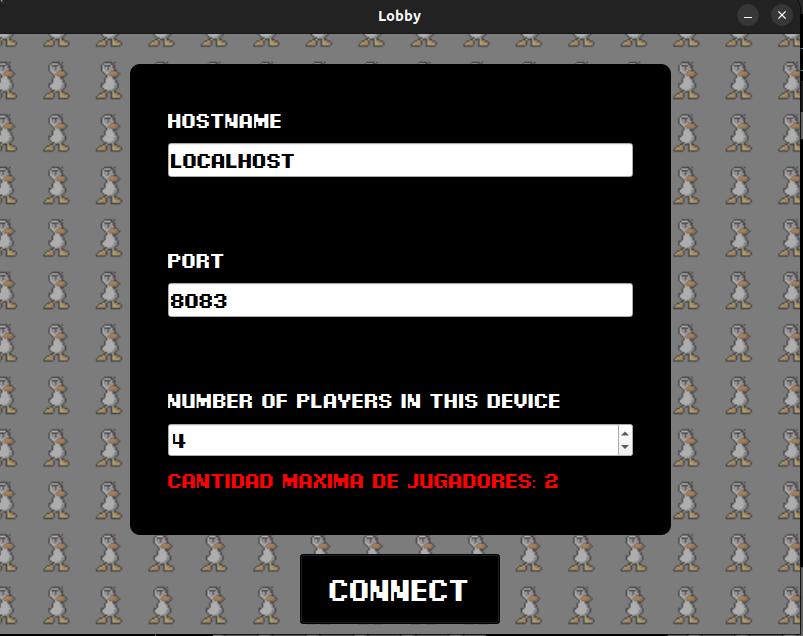 Lobby
HOSTNAME
LOCALHOST
PORT
8083
NUMBER OF PLAYERS IN THIS DEVICE
4
CANTIDAD MAXIMA DE JUGADORES: 2
CONNECT